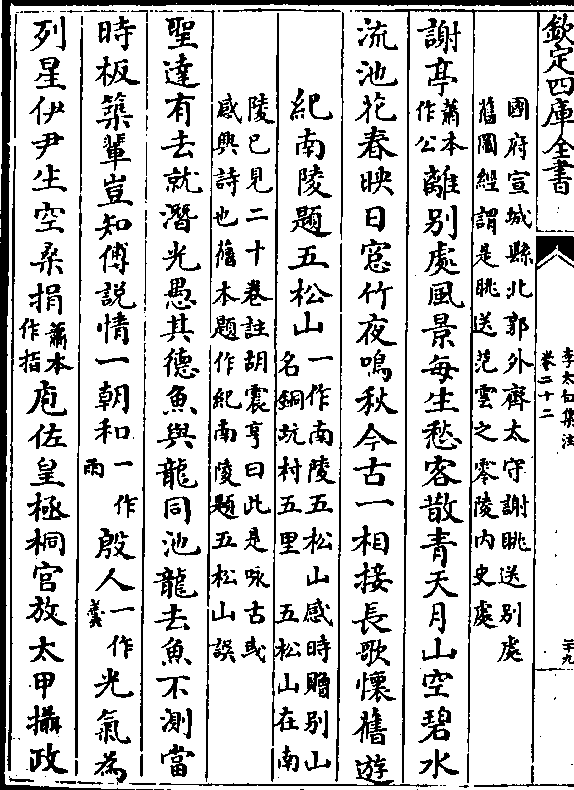 欽定四庫全書
李太白集注
卷二十二
二十九
國府宣城縣北郭外齊太守謝朓送別處
舊圖經謂是朓送范雲之零陵内史處
謝亭蕭本作公離別處風景每生愁客散青天月山空碧水
流池花春映日窻竹夜鳴秋今古一相接長歌懷舊遊
紀南陵題五松山一作南陵五松山感時贈别山名銅坑村五里 五松山在南
陵已見二十卷註胡震亨曰此是咏古或
感興詩也舊本題作紀南陵題五松山誤
聖達有去就潛光愚其德魚與龍同池龍去魚不測當
時板築輩豈知傅說情一朝和一作雨殷人一作羹光氣為
列星伊尹生空桑捐蕭本作指庖佐皇極桐宮放太甲攝政